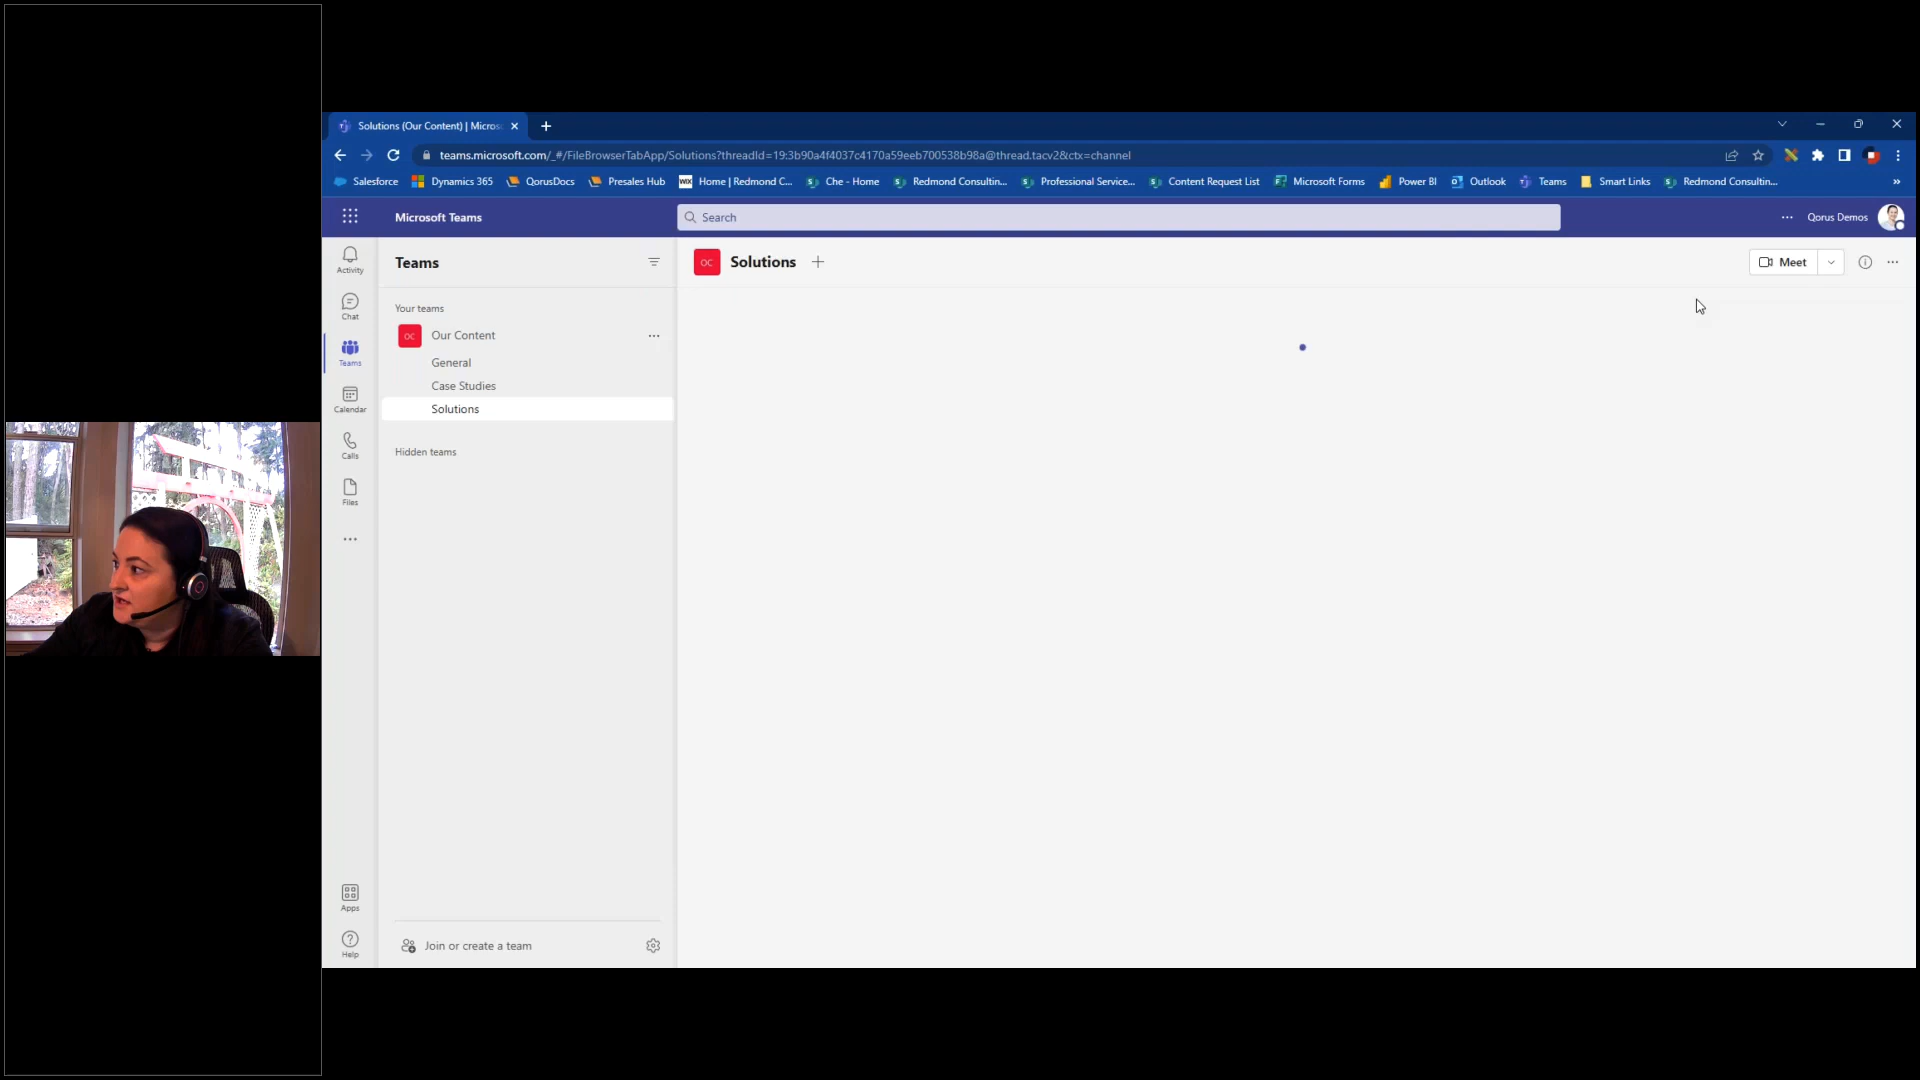 Solutions (Our Content) | Micros
teams.microsoft.com/_#/FileBrowserTabApp/Solutions?threadId=19:3b90a4f4037c4170a59eeb700538b98a@thread.tacv2&ctx=channel
Salesforce Dynamics 365 QorusDocs Presales Hub WX Home | Redmond C... Che - Home Redmond Consultin... Professional Service... Content Request List Microsoft Forms Power BI Outlook Teams Smart Links Redmond Consultin... »
Microsoft Teams Search ... Qorus Demos
Activity
Chat
Teams
Calendar
Calls
Files
...
Apps
Help
Teams
Your teams
OC Our Content ...
General
Case Studies
Solutions
Hidden teams
Join or create a team
OC Solutions +
Meet ...